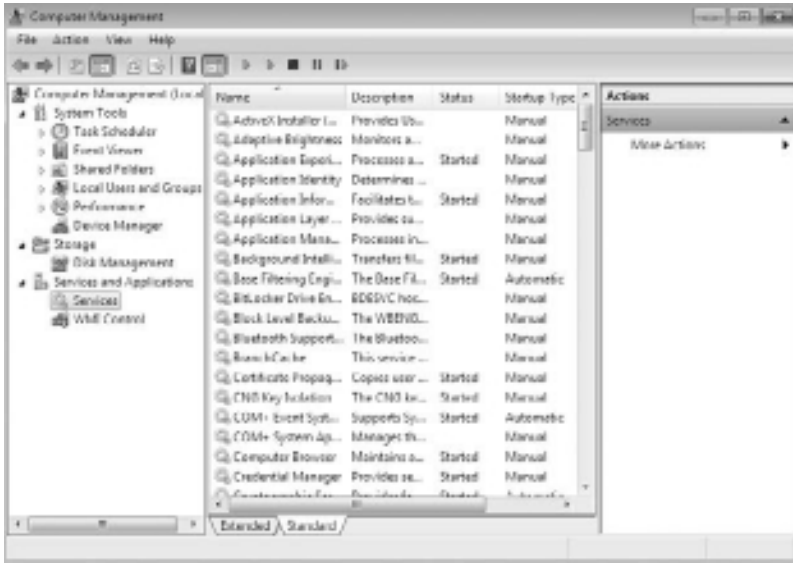 Computer Management
File Action View Help
Computer Management (Local
System Tools
Task Scheduler
Event Viewer
Shared Folders
Local Users and Groups
Performance
Device Manager
Storage
Disk Management
Services and Applications
Services
WMI Control
Name Description Status Startup Type
ActiveX Installer (... Provides Us... Manual
Adaptive Brightness Monitors a... Manual
Application Experi... Processes a... Started Manual
Application Identity Determines ... Manual
Application Infor... Facilitates t... Started Manual
Application Layer ... Provides su... Manual
Application Mana... Processes in... Manual
Background Intelli... Transfers fil... Started Manual
Base Filtering Engi... The Base Fil... Started Automatic
BitLocker Drive En... BDESVC hos... Manual
Block Level Backu... The WBENG... Manual
Bluetooth Support... The Bluetoo... Manual
BranchCache This service ... Manual
Certificate Propag... Copies user ... Started Manual
CNG Key Isolation The CNG ke... Started Manual
COM+ Event Syst... Supports Sy... Started Automatic
COM+ System Ap... Manages th... Manual
Computer Browser Maintains a... Started Manual
Credential Manager Provides se... Started Manual
Extended Standard
Actions
Services
More Actions